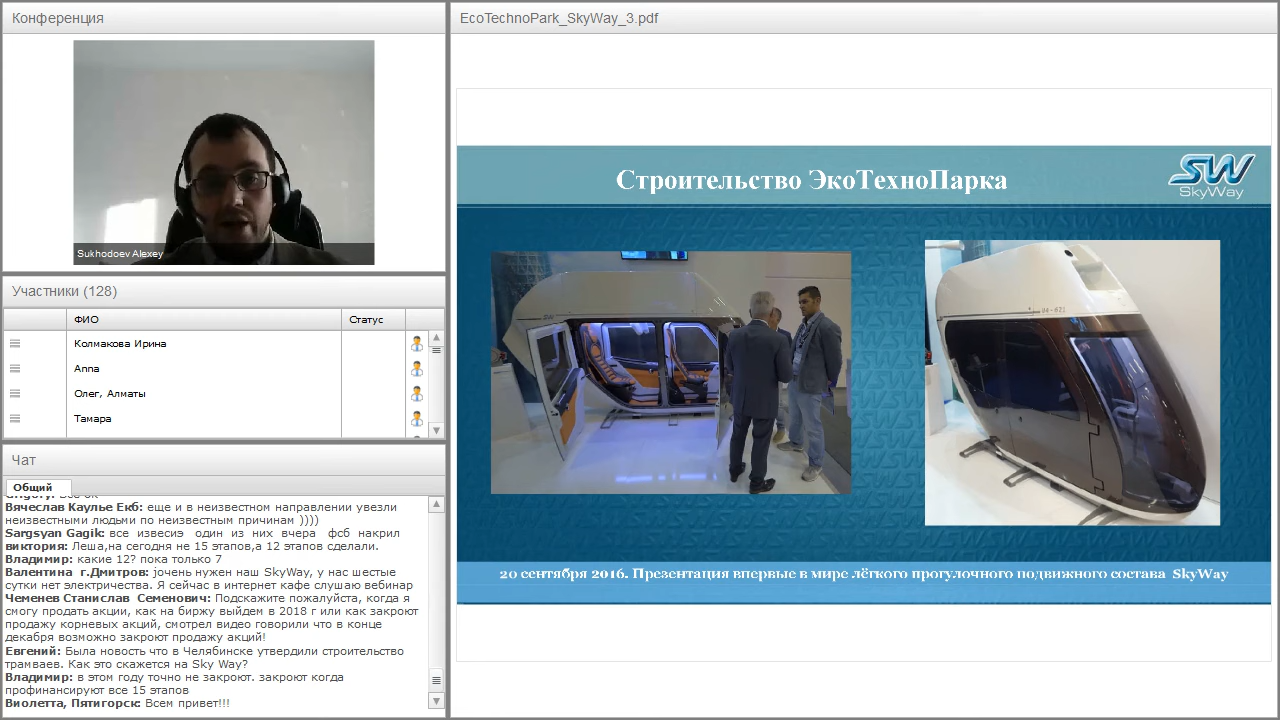 Конференция
Sukhodoev Alexey
Участники (128)
ФИО
Статус
Колмакова Ирина
Anna
Олег, Алматы
Тамара
Чат
Общий
Вячеслав Каулье Екб: ещё и в неизвестном направлении увезли
неизвестными людьми по неизвестным причинам ))))
Sargsyan Gagik: все извесиэ один из них вчера фсб накрил
виктория: Леша,на сегодня не 15 этапов,а 12 этапов сделали.
Владимир: какие 12? пока только 7
Валентина г.Дмитров: јочень нужен наш SkyWay, у нас шестые
сутки нет электричества. Я сейчас в интернет кафе слушаю вебинар
Чеменев Станислав Семенович: Подскажите пожалуйста, когда я
смогу продать акции, как на биржу выйдем в 2018 г или как закроют
продажу корневых акций, смотрел видео говорили что в конце
декабря возможно закроют продажу акций!
Евгений: Была новость что в Челябинске утвердили строительство
трамваев. Как это скажется на Sky Way?
Владимир: в этом году точно не закроют. закроют когда
профинансируют все 15 этапов
Виолетта, Пятигорск: Всем привет!!!
EcoTechnoPark_SkyWay_3.pdf
Строительство ЭкоТехноПарка
SW
SkyWay
20 сентября 2016. Презентация впервые в мире лёгкого прогулочного подвижного состава SkyWay